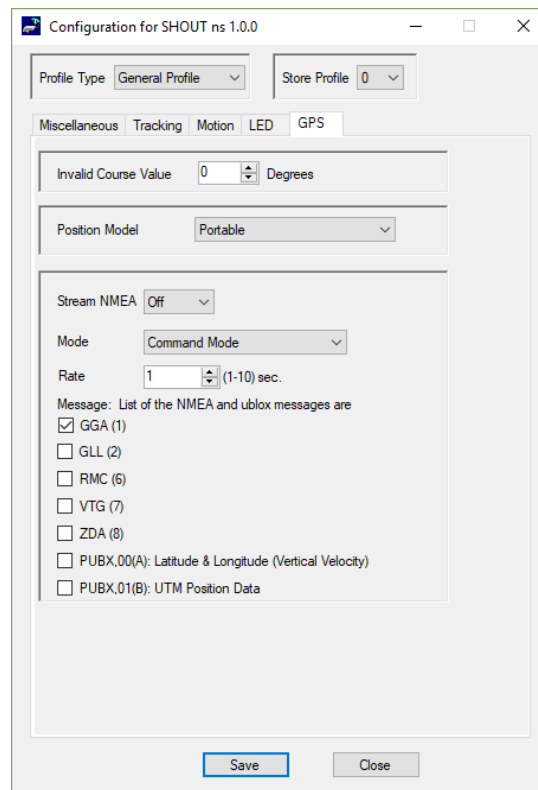 Configuration for SHOUT ns 1.0.0
Profile Type General Profile Store Profile 0
Miscellaneous Tracking Motion LED GPS
Invalid Course Value 0 Degrees
Position Model Portable
Stream NMEA Off
Mode Command Mode
Rate 1 (1-10) sec.
Message: List of the NMEA and ublox messages are
GGA (1)
GLL (2)
RMC (6)
VTG (7)
ZDA (8)
PUBX,00(A): Latitude & Longitude (Vertical Velocity)
PUBX,01(B): UTM Position Data
Save Close